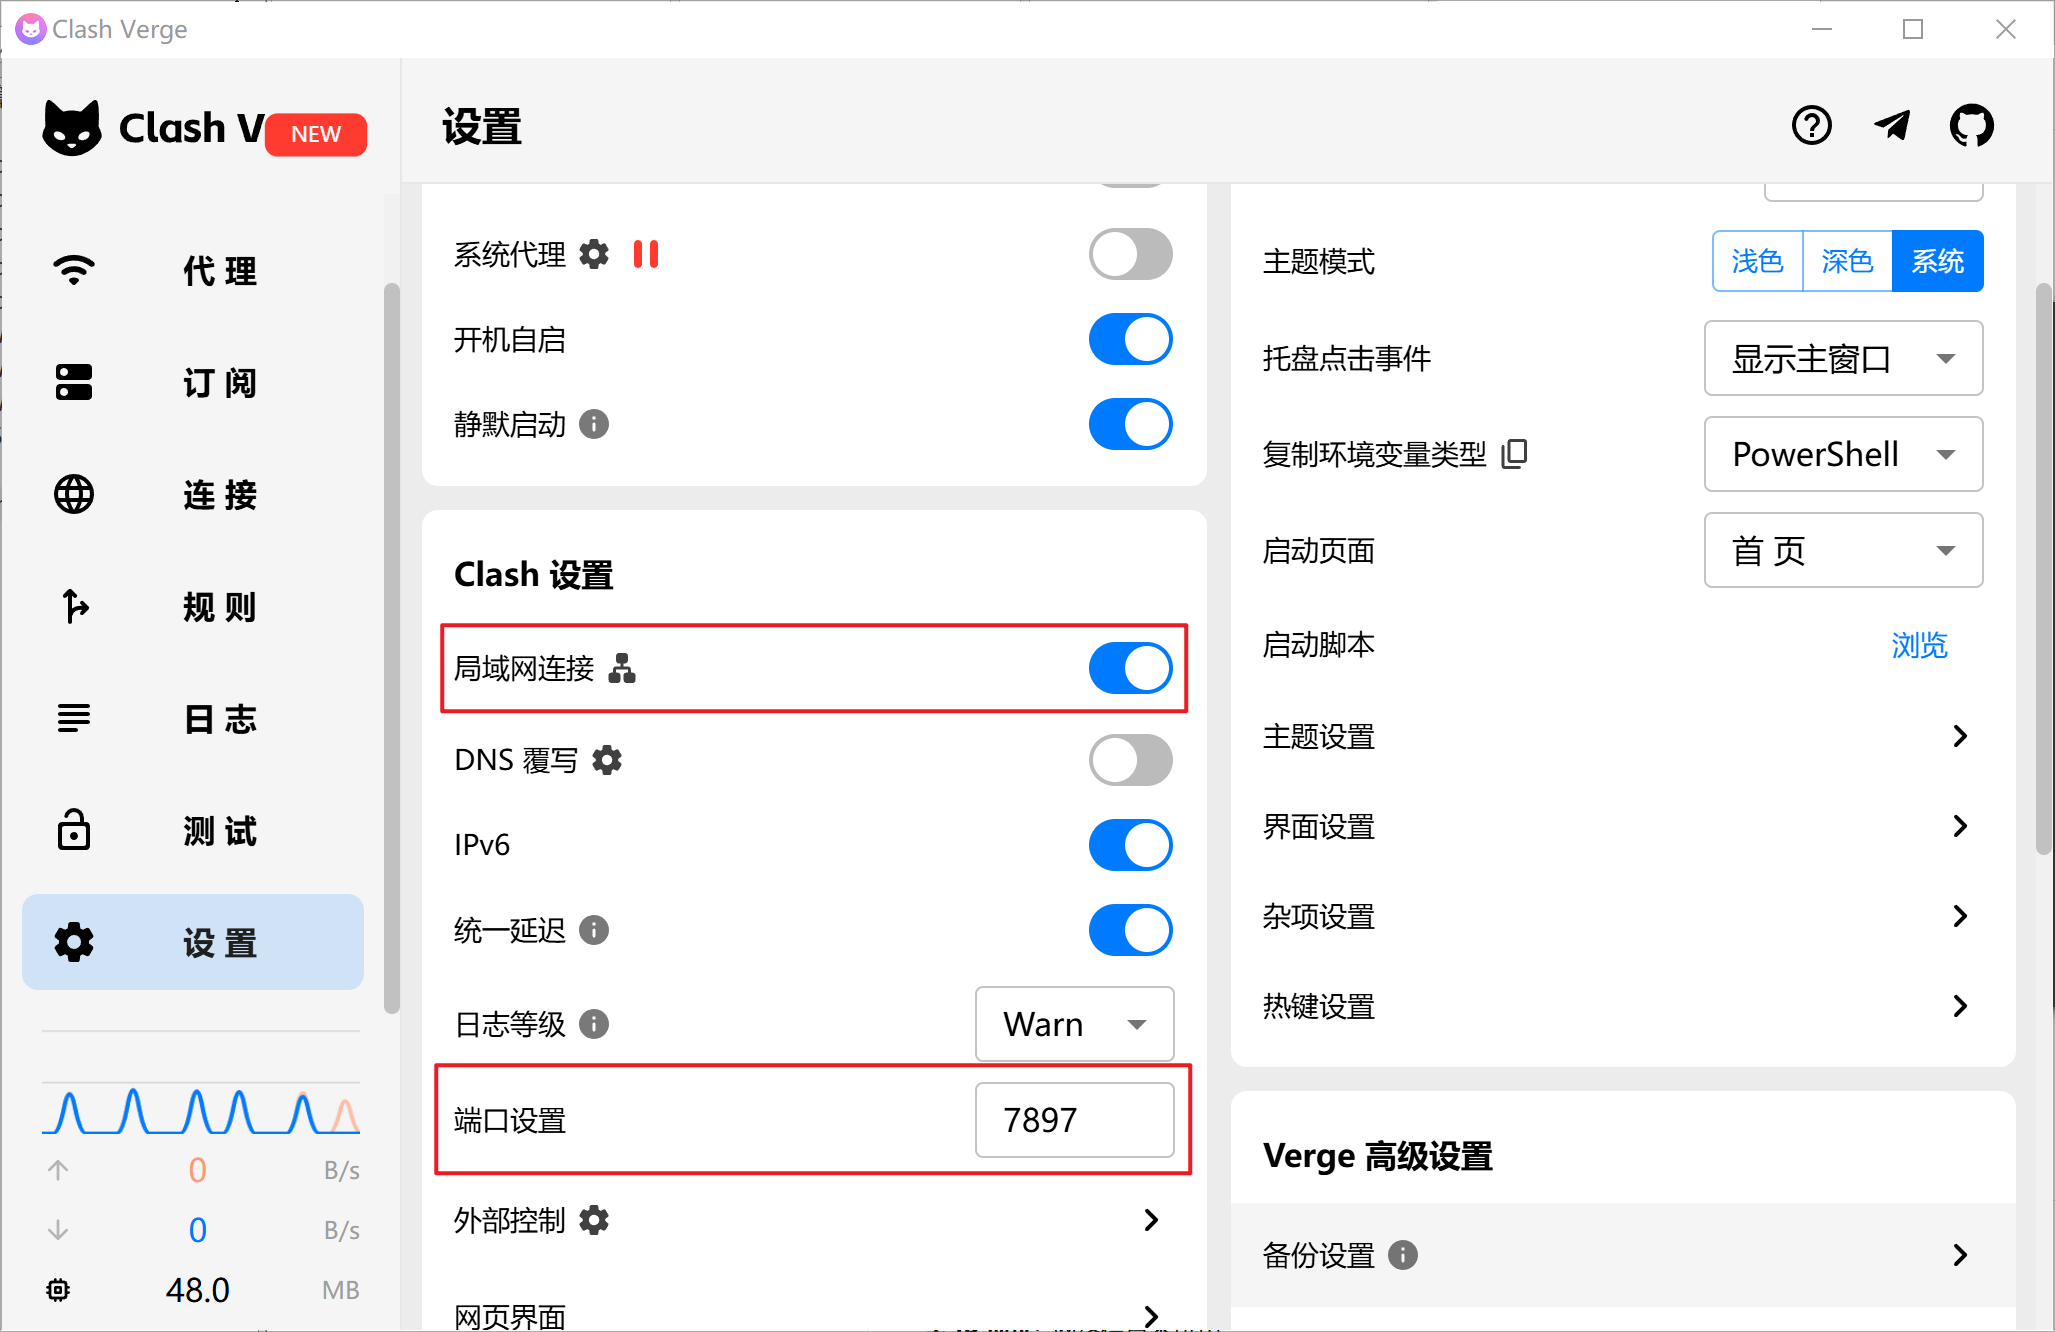 Clash Verge
Clash V
NEW
代 理
订 阅
连 接
规 则
日 志
测 试
设 置
0 B/s
0 B/s
48.0 MB
设置
系统代理
开机自启
静默启动
Clash 设置
局域网连接
DNS 覆写
IPv6
统一延迟
日志等级 Warn
端口设置 7897
外部控制
网页界面
主题模式 浅色 深色 系统
托盘点击事件 显示主窗口
复制环境变量类型 PowerShell
启动页面 首 页
启动脚本 浏览
主题设置
界面设置
杂项设置
热键设置
Verge 高级设置
备份设置